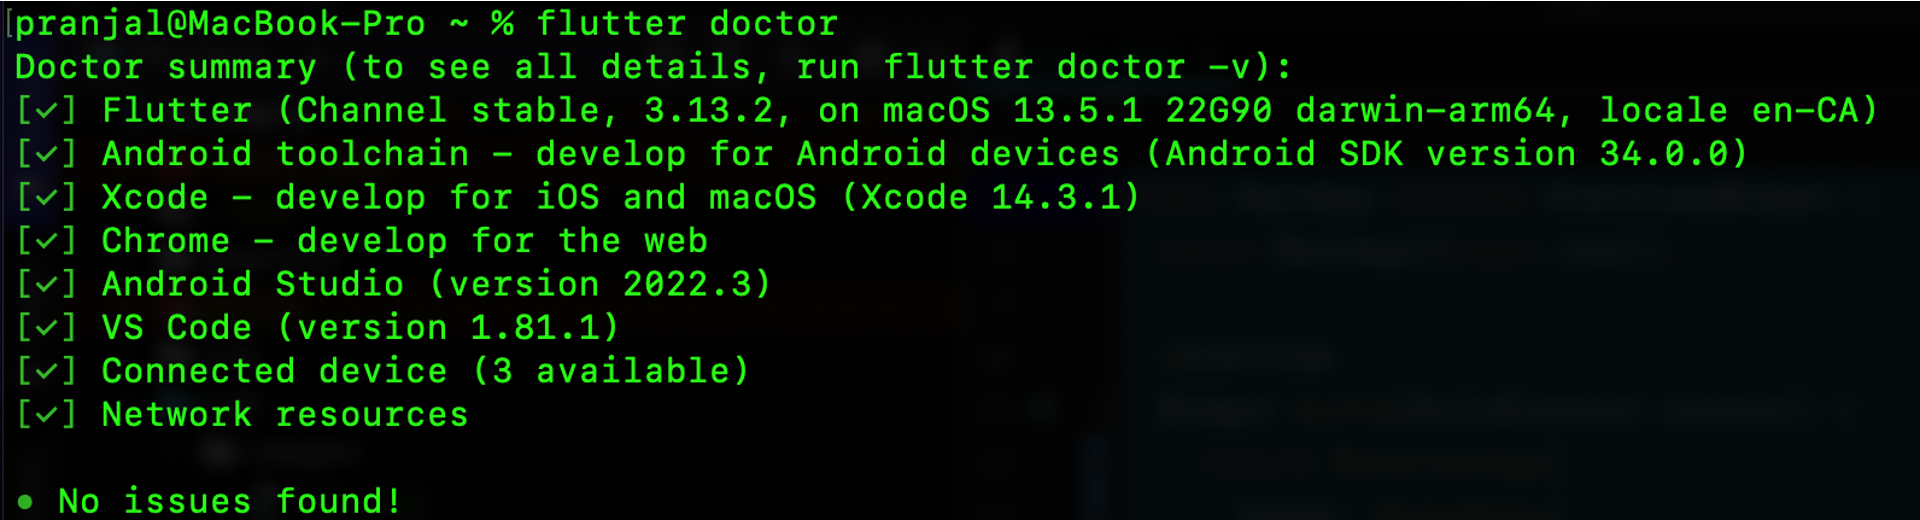 [pranjal@MacBook-Pro ~ % flutter doctor
Doctor summary (to see all details, run flutter doctor -v):
[✓] Flutter (Channel stable, 3.13.2, on macOS 13.5.1 22G90 darwin-arm64, locale en-CA)
[✓] Android toolchain - develop for Android devices (Android SDK version 34.0.0)
[✓] Xcode - develop for iOS and macOS (Xcode 14.3.1)
[✓] Chrome - develop for the web
[✓] Android Studio (version 2022.3)
[✓] VS Code (version 1.81.1)
[✓] Connected device (3 available)
[✓] Network resources
• No issues found!